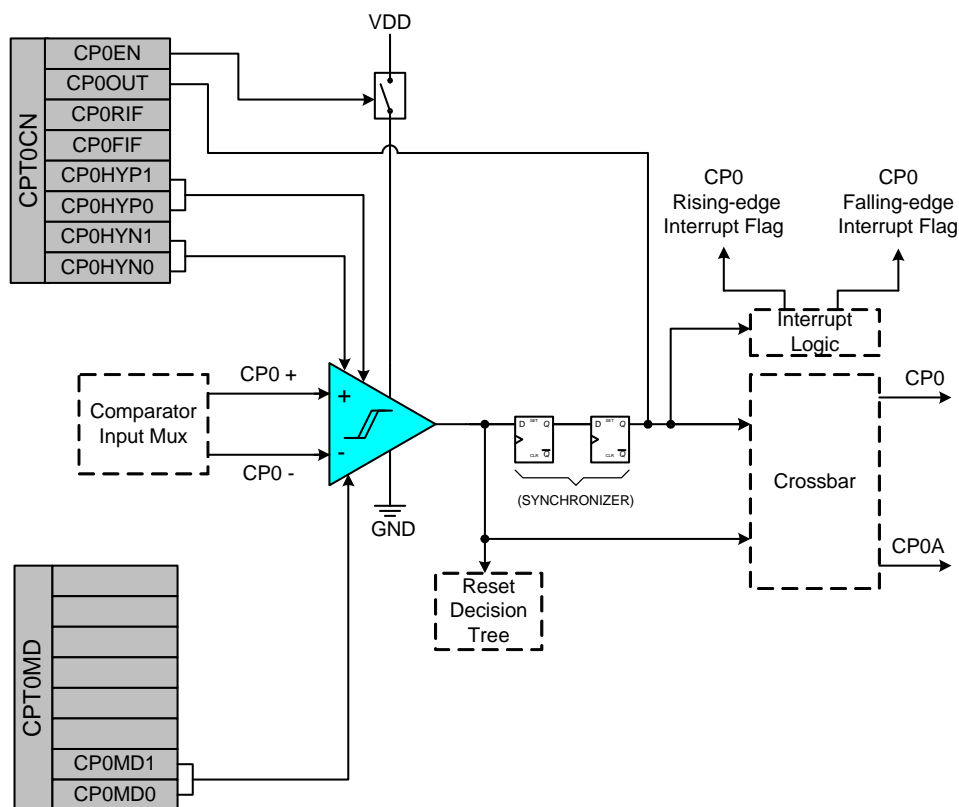 CPT0CN
CP0EN
CP0OUT
CP0RIF
CP0FIF
CP0HYP1
CP0HYP0
CP0HYN1
CP0HYN0
VDD
CP0
Rising-edge
Interrupt Flag
CP0
Falling-edge
Interrupt Flag
Interrupt
Logic
Comparator
Input Mux
CP0 +
CP0 -
+
-
GND
D
SET
Q
CLR
Q
D
SET
Q
CLR
Q
(SYNCHRONIZER)
Crossbar
CP0
CP0A
Reset
Decision
Tree
CPT0MD
CP0MD1
CP0MD0